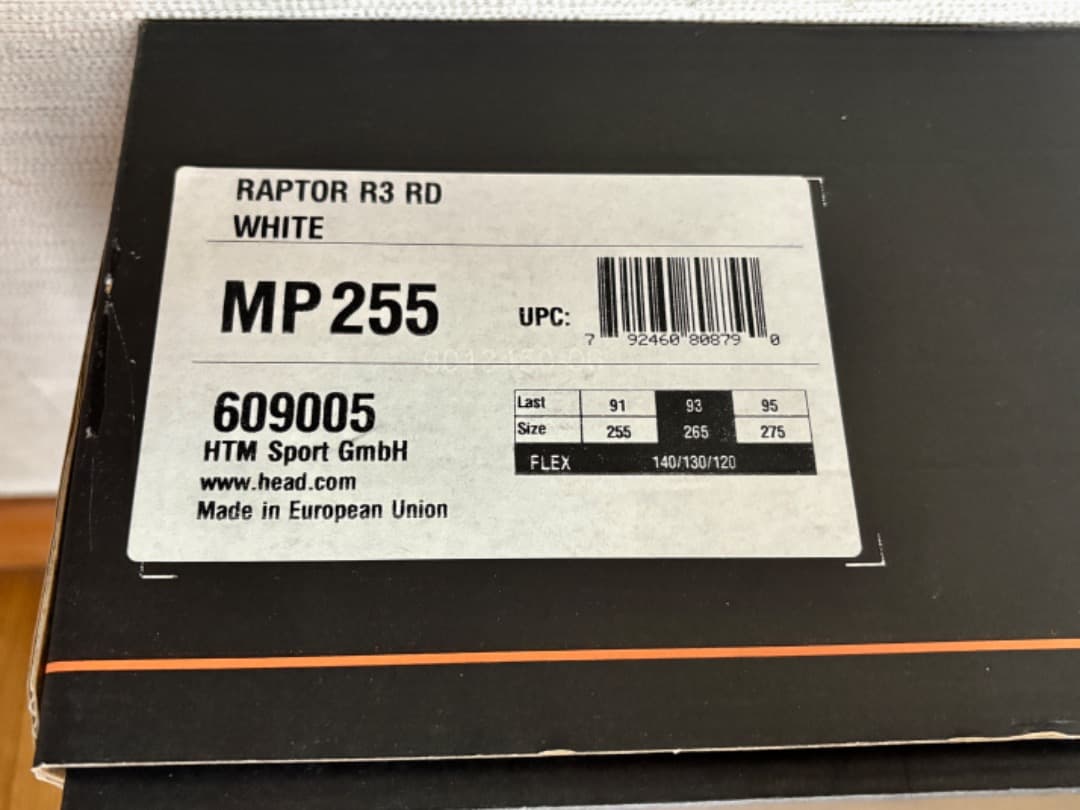 RAPTOR R3 RD
WHITE
MP 255
UPC:
7 92460 80879 0
609005
HTM Sport GmbH
www.head.com
Made in European Union
Last 91 93 95
Size 255 265 275
FLEX 140/130/120